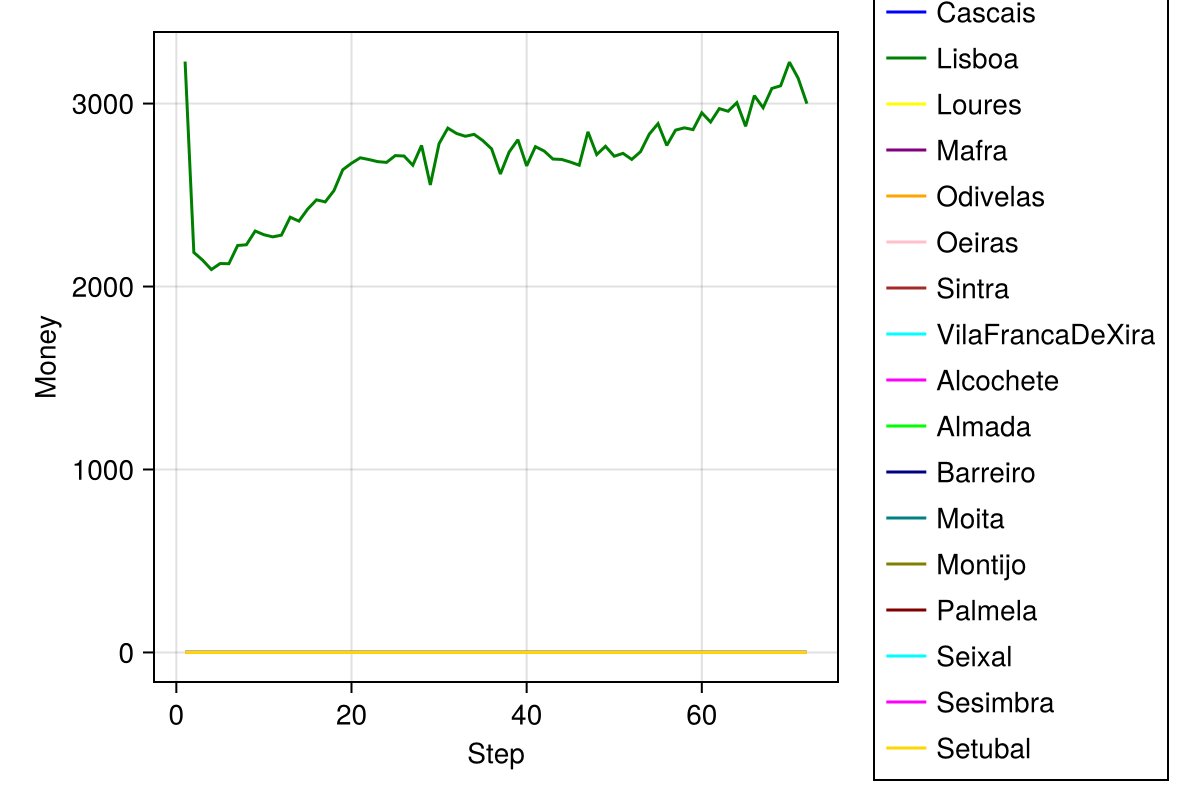 Money
3000
2000
1000
0
0 20 40 60
Step
Cascais
Lisboa
Loures
Mafra
Odivelas
Oeiras
Sintra
VilaFrancaDeXira
Alcochete
Almada
Barreiro
Moita
Montijo
Palmela
Seixal
Sesimbra
Setubal